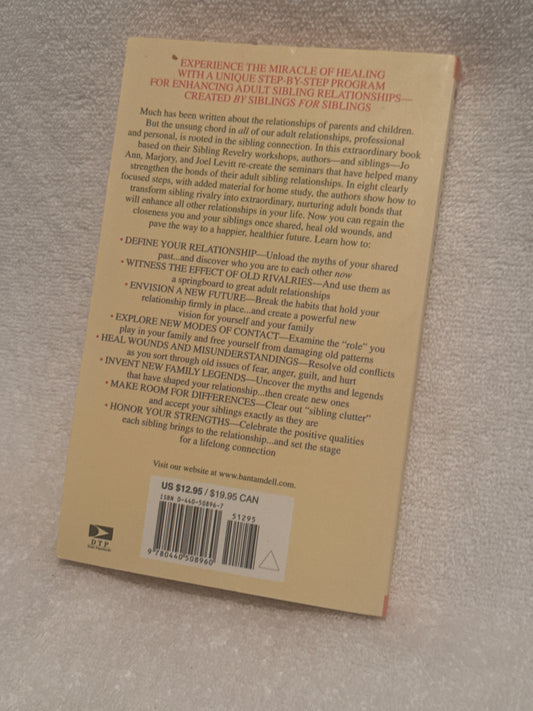 EXPERIENCE THE MIRACLE OF HEALING
WITH A UNIQUE STEP-BY-STEP PROGRAM
FOR ENHANCING ADULT SIBLING RELATIONSHIPS—
CREATED BY SIBLINGS FOR SIBLINGS
Much has been written about the relationships of parents and children.
But the unsung chord in all of our adult relationships, professional
and personal, is rooted in the sibling connection. In this extraordinary book
based on their Sibling Revelry workshops, authors—and siblings—Jo
Ann, Marjory, and Joel Levitt re-create the seminars that have helped many
strengthen the bonds of their adult sibling relationships. In eight clearly
focused steps, with added material for home study, the authors show how to
transform sibling rivalry into extraordinary, nurturing adult bonds that
will enhance all other relationships in your life. Now you can regain the
closeness you and your siblings once shared, heal old wounds, and
pave the way to a happier, healthier future. Learn how to:
• DEFINE YOUR RELATIONSHIP—Unload the myths of your shared
past...and discover who you are to each other now
• WITNESS THE EFFECT OF OLD RIVALRIES—And use them as
a springboard to great adult relationships
• ENVISION A NEW FUTURE—Break the habits that hold your
relationship firmly in place...and create a powerful new
vision for yourself and your family
• EXPLORE NEW MODES OF CONTACT—Examine the "role" you
play in your family and free yourself from damaging old patterns
• HEAL WOUNDS AND MISUNDERSTANDINGS—Resolve old conflicts
as you sort through old issues of fear, anger, guilt, and hurt
• INVENT NEW FAMILY LEGENDS—Uncover the myths and legends
that have shaped your relationship...then create new ones
• MAKE ROOM FOR DIFFERENCES—Clear out "sibling clutter"
and accept your siblings exactly as they are
• HONOR YOUR STRENGTHS—Celebrate the positive qualities
each sibling brings to the relationship...and set the stage
for a lifelong connection
Visit our website at www.bantamdell.com.
US $12.95 / $19.95 CAN
ISBN 0-440-50896-7
51295
9 780440 508960
DTP